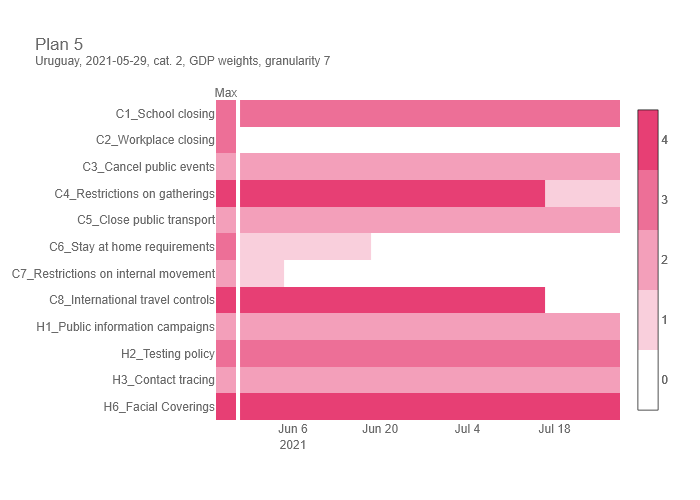 Plan 5
Uruguay, 2021-05-29, cat. 2, GDP weights, granularity 7
Max
C1_School closing
C2_Workplace closing
C3_Cancel public events
C4_Restrictions on gatherings
C5_Close public transport
C6_Stay at home requirements
C7_Restrictions on internal movement
C8_International travel controls
H1_Public information campaigns
H2_Testing policy
H3_Contact tracing
H6_Facial Coverings
Jun 6
2021
Jun 20
Jul 4
Jul 18
4
3
2
1
0